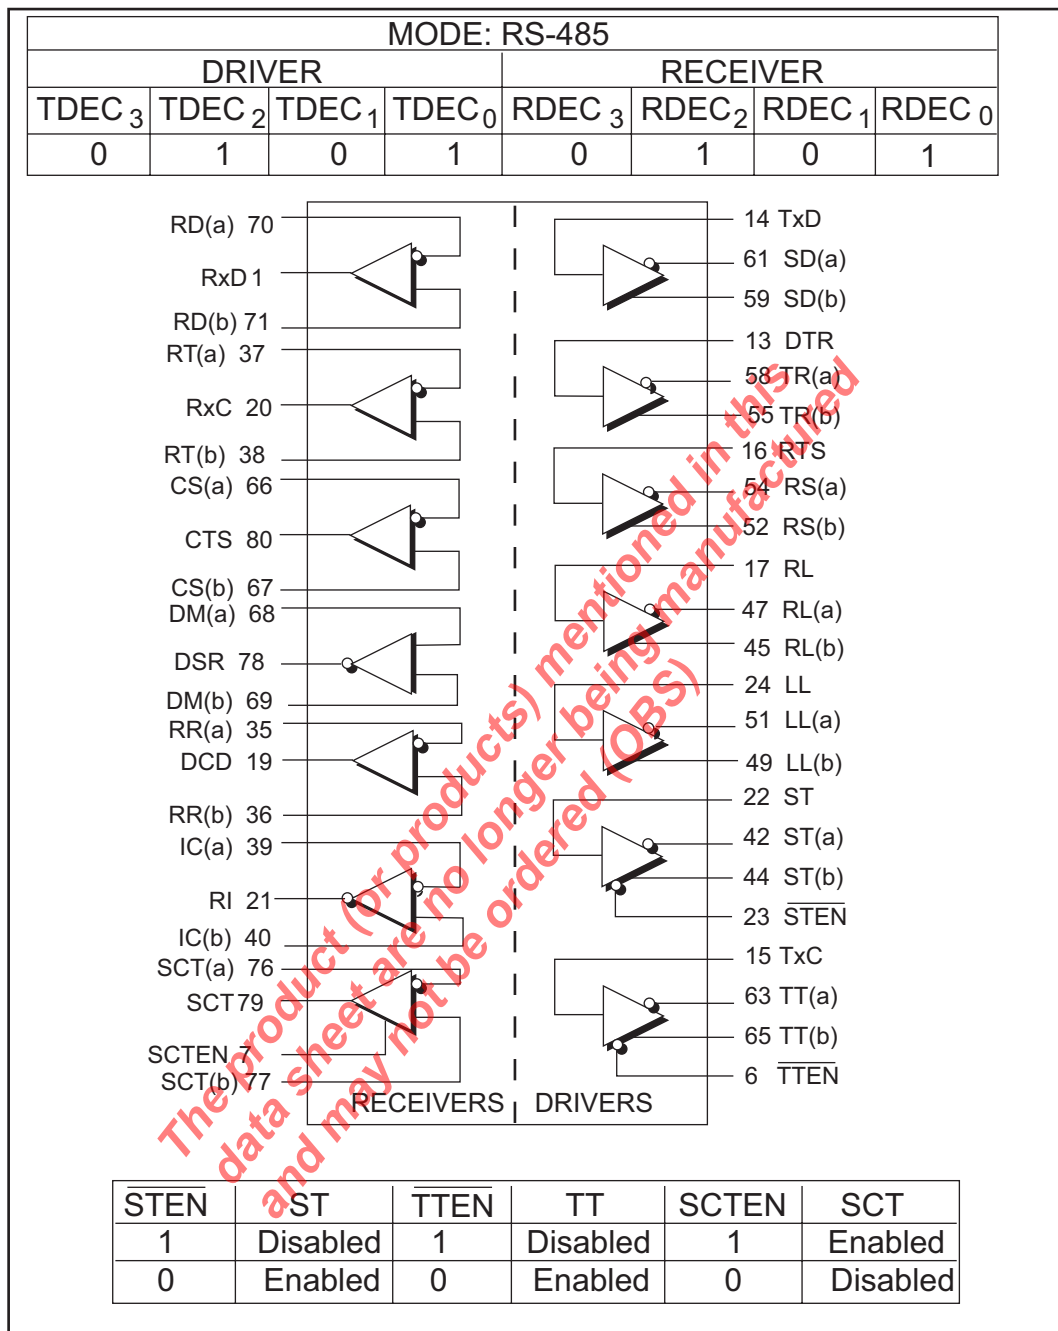 MODE: RS-485
DRIVER RECEIVER
TDEC3 TDEC2 TDEC1 TDEC0 RDEC3 RDEC2 RDEC1 RDEC0
0 1 0 1 0 1 0 1
RD(a) 70
RxD 1
RD(b) 71
RT(a) 37
RxC 20
RT(b) 38
CS(a) 66
CTS 80
CS(b) 67
DM(a) 68
DSR 78
DM(b) 69
RR(a) 35
DCD 19
RR(b) 36
IC(a) 39
RI 21
IC(b) 40
SCT(a) 76
SCT 79
SCTEN 7
SCT(b) 77
14 TxD
61 SD(a)
59 SD(b)
13 DTR
58 TR(a)
55 TR(b)
16 RTS
54 RS(a)
52 RS(b)
17 RL
47 RL(a)
45 RL(b)
24 LL
51 LL(a)
49 LL(b)
22 ST
42 ST(a)
44 ST(b)
23 STEN
15 TxC
63 TT(a)
65 TT(b)
6 TTEN
RECEIVERS DRIVERS
The product (or products) mentioned in this
data sheet are no longer being manufactured
and may not be ordered (OBS)
STEN ST TTEN TT SCTEN SCT
1 Disabled 1 Disabled 1 Enabled
0 Enabled 0 Enabled 0 Disabled